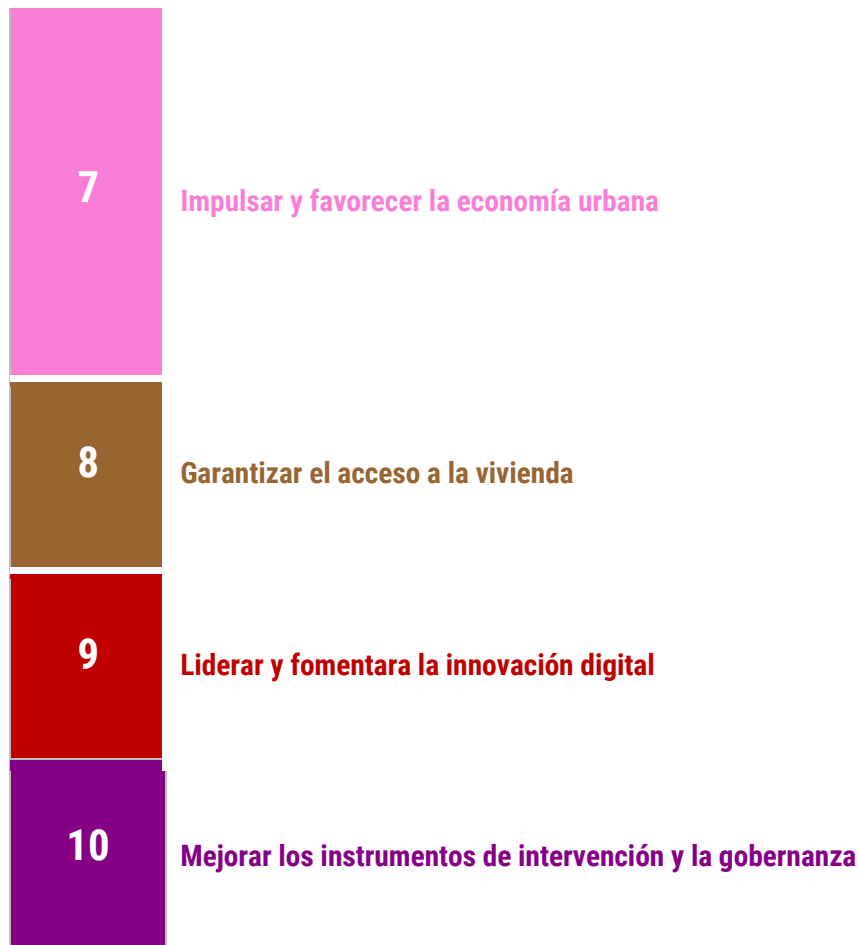 7
Impulsar y favorecer la economía urbana
8
Garantizar el acceso a la vivienda
9
Liderar y fomentara la innovación digital
10
Mejorar los instrumentos de intervención y la gobernanza